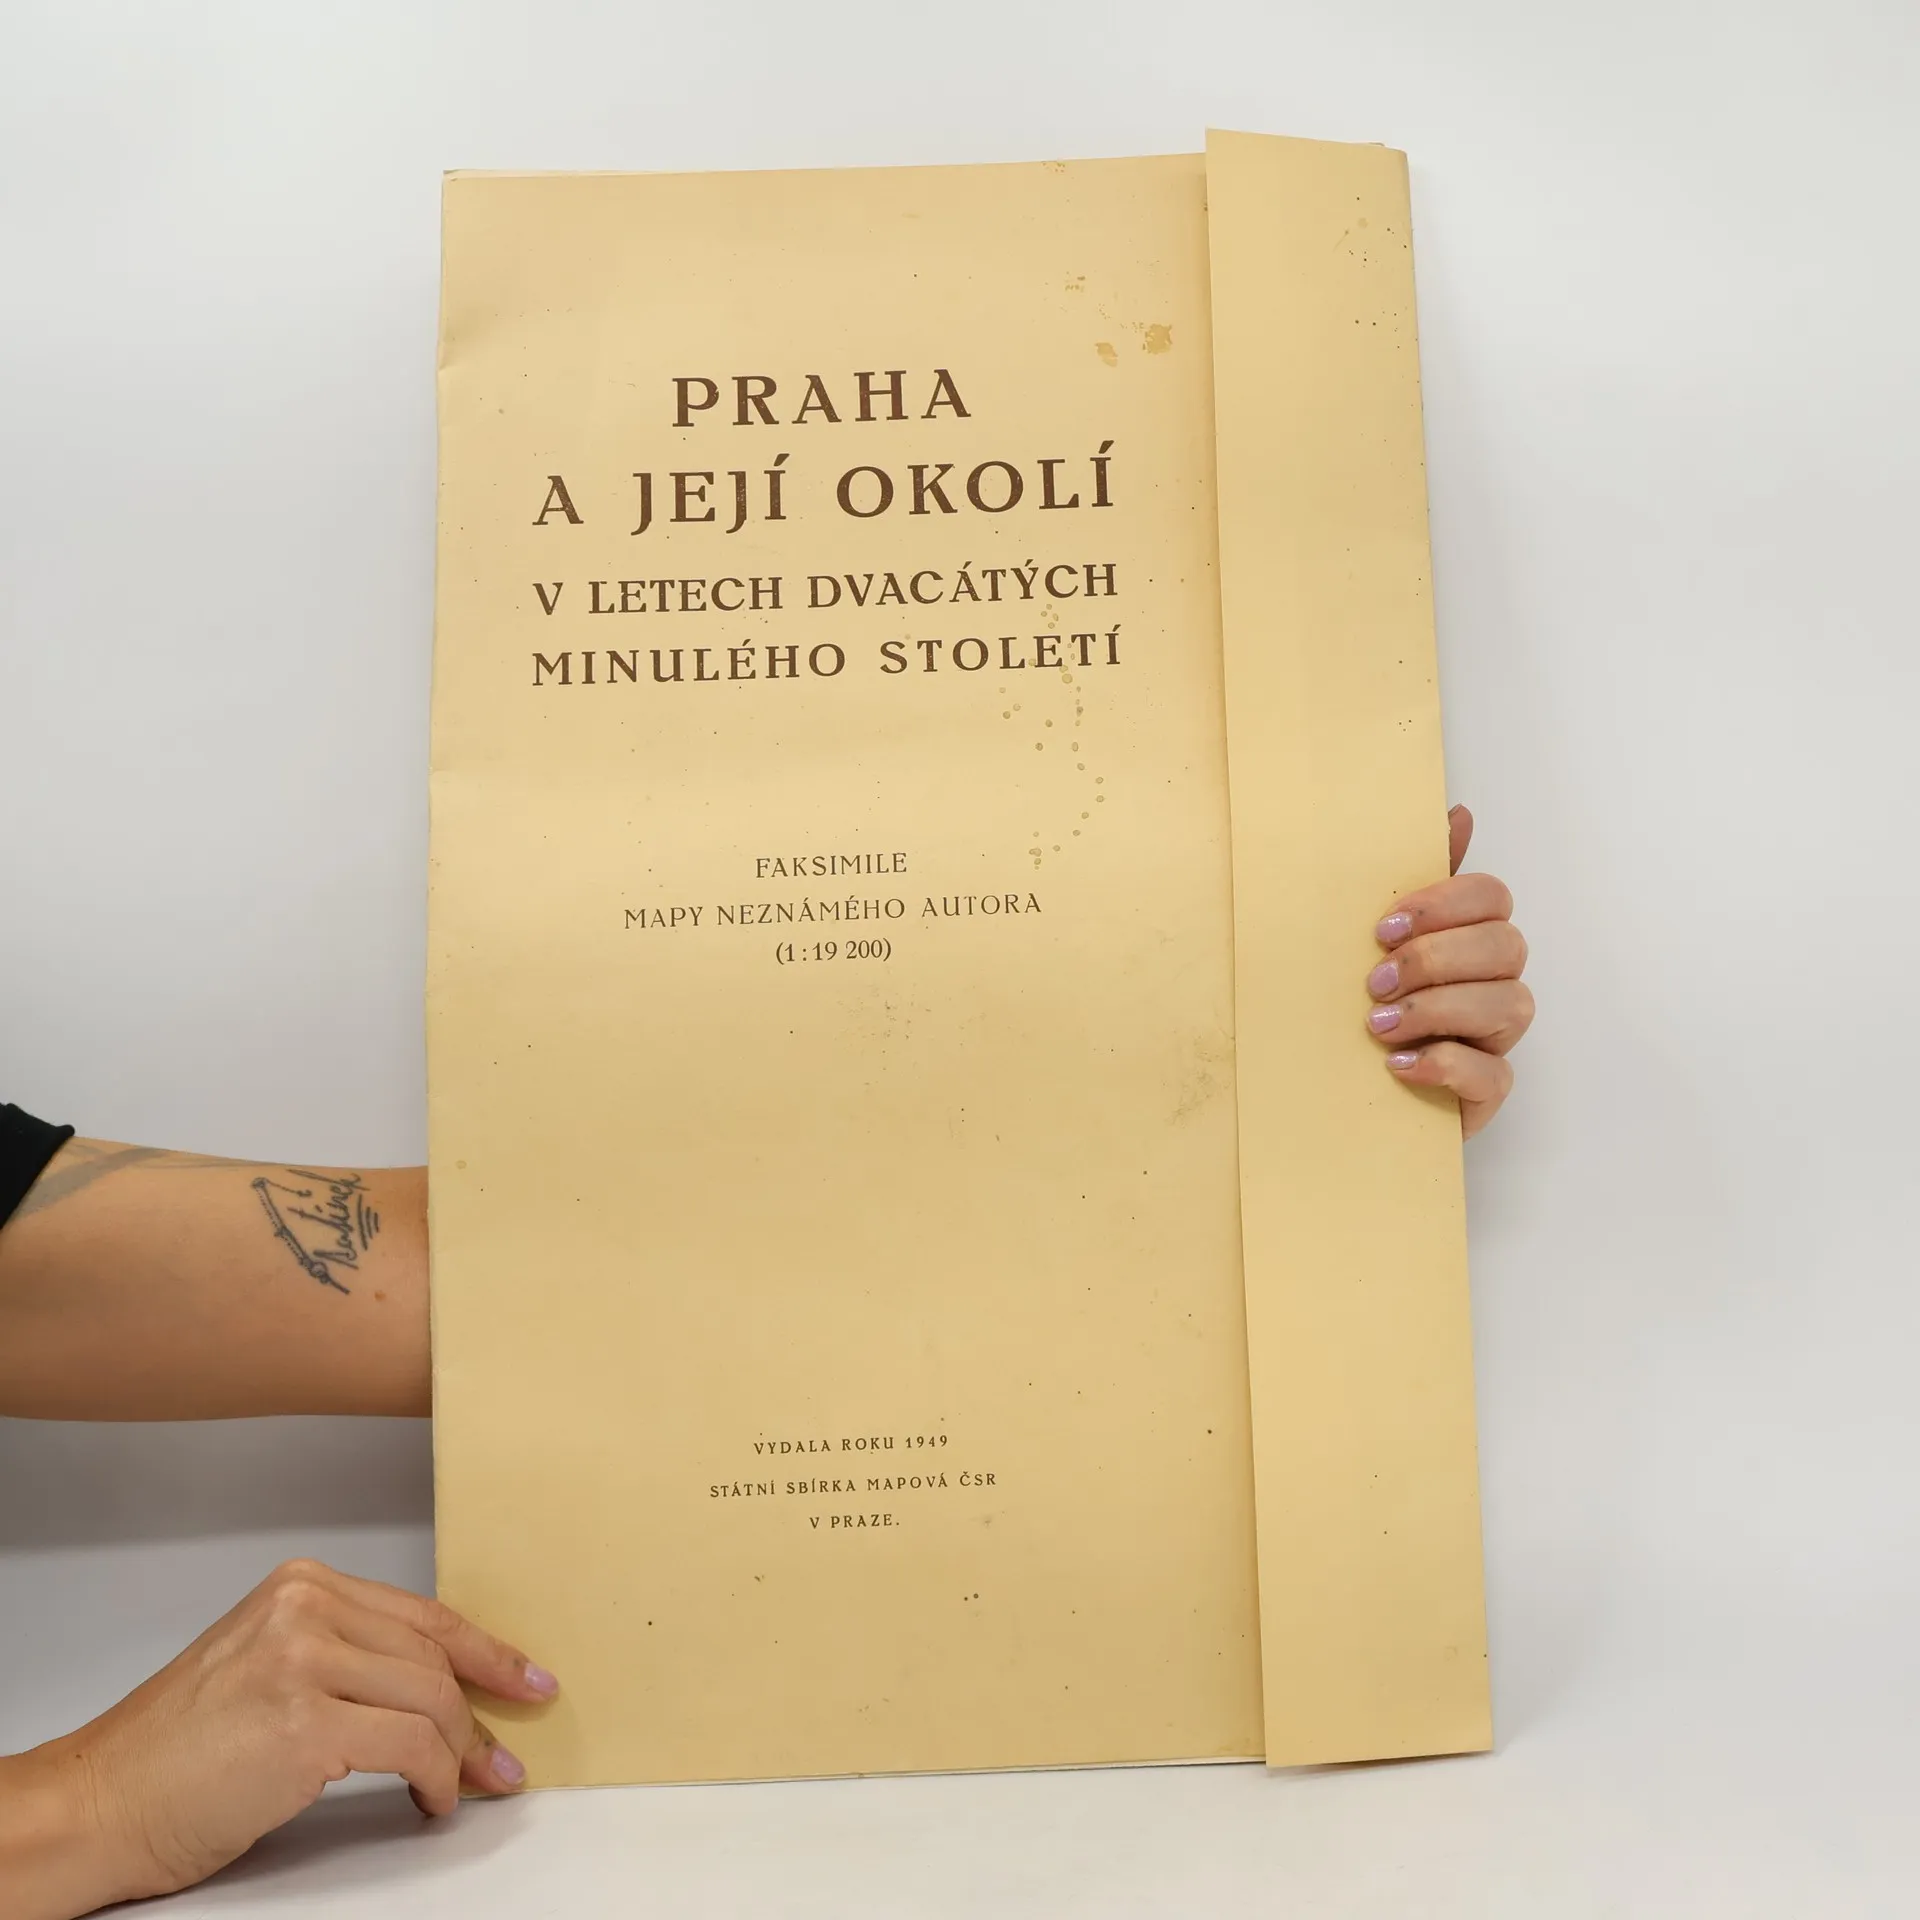 PRAHA
A JEJÍ OKOLÍ
V LETECH DVACÁTÝCH
MINULÉHO STOLETÍ
FAKSIMILE
MAPY NEZNÁMÉHO AUTORA
(1:19 200)
VYDALA ROKU 1949
STÁTNÍ SBÍRKA MAPOVÁ ČSR
V PRAZE.